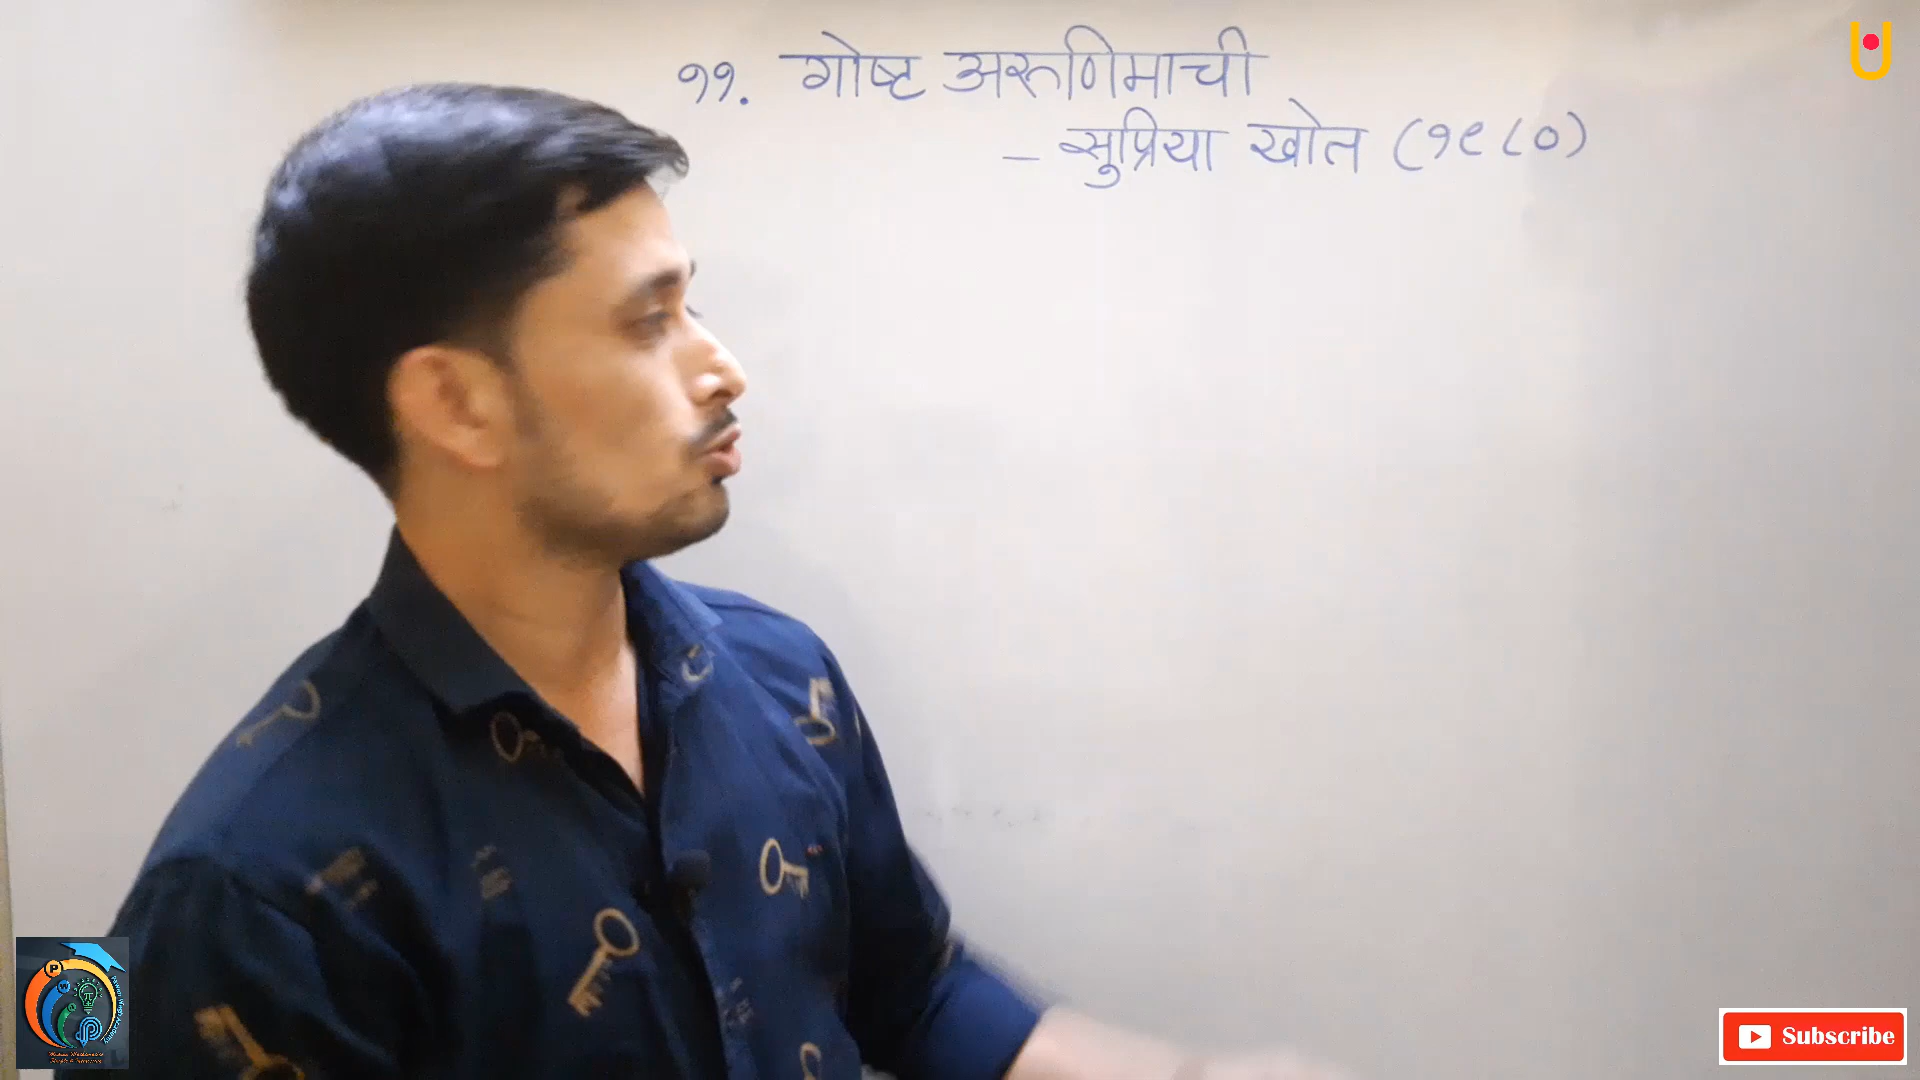 ११. गोष्ट अरुणिमाची
– सुप्रिया खोत (१९८०)
Subscribe